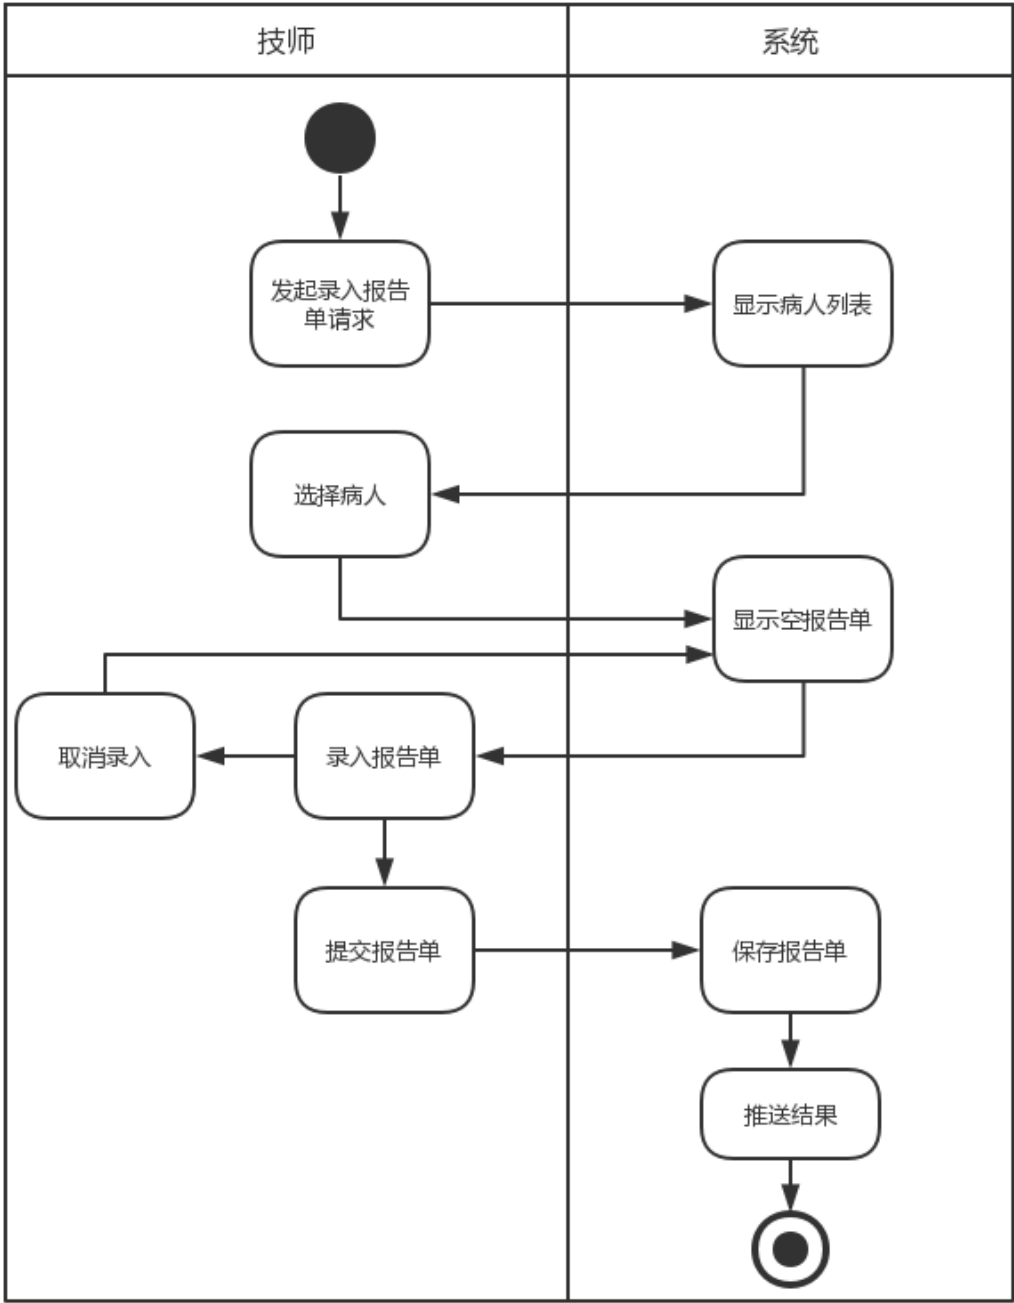 技师
系统
发起录入报告
单请求
显示病人列表
选择病人
显示空报告单
取消录入
录入报告单
提交报告单
保存报告单
推送结果